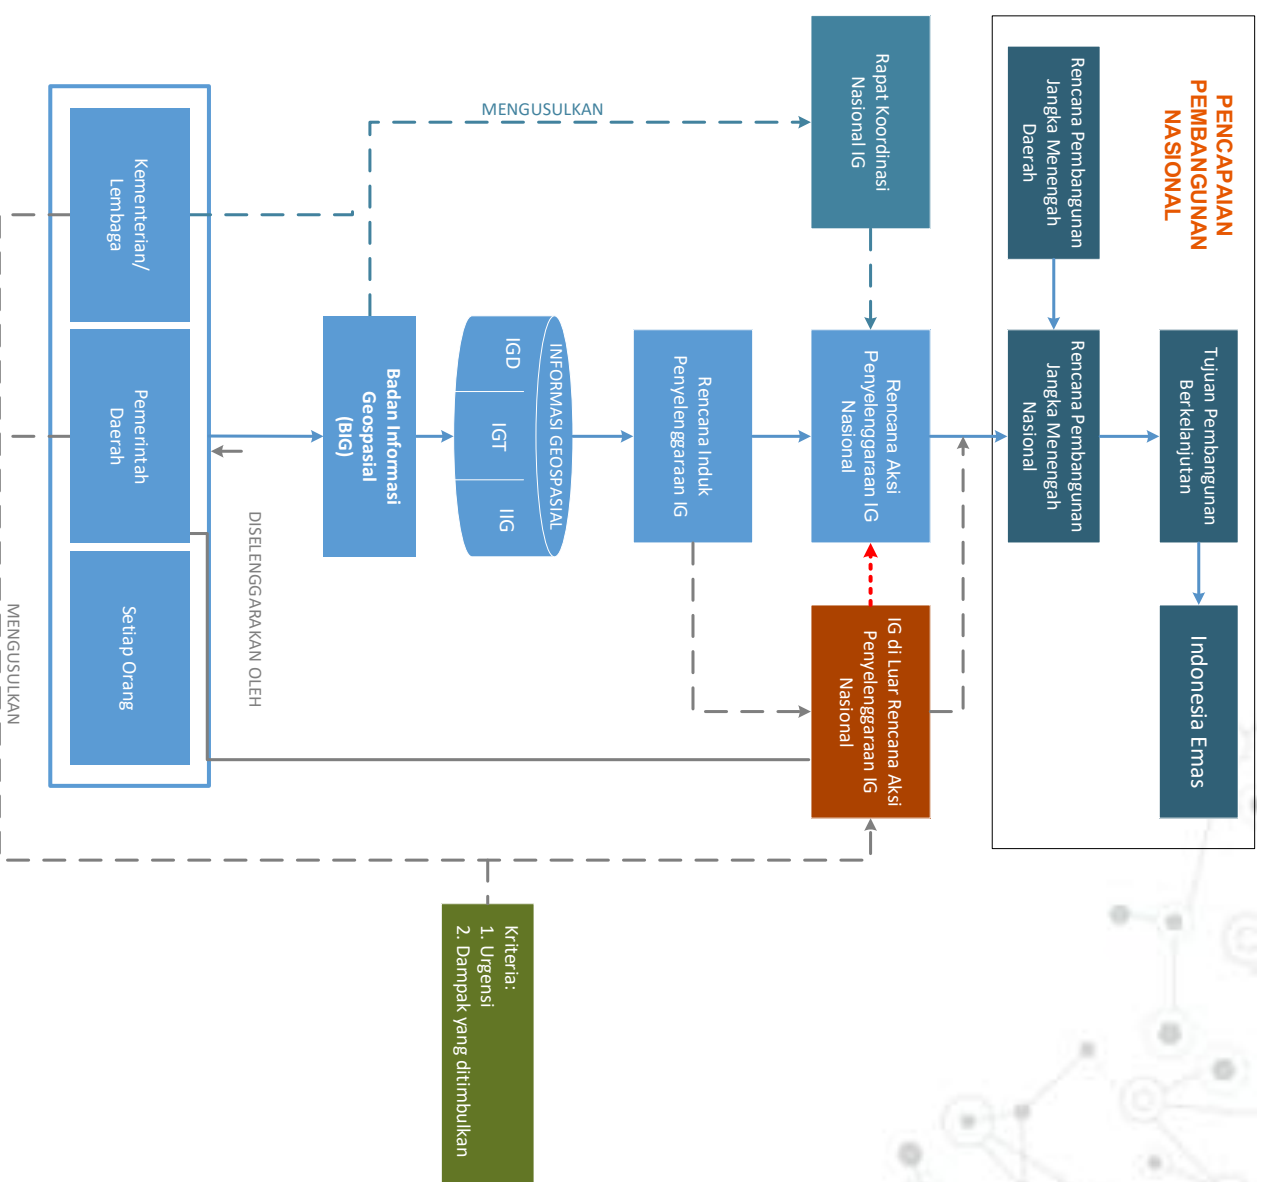 PENCAPAIAN
PEMBANGUNAN
NASIONAL
Tujuan Pembangunan
Berkelanjutan
Indonesia Emas
Rencana Pembangunan
Jangka Menengah
Daerah
Rencana Pembangunan
Jangka Menengah
Nasional
Rapat Koordinasi
Nasional IG
Rencana Aksi
Penyelenggaraan IG
Nasional
IG di Luar Rencana Aksi
Penyelenggaraan IG
Nasional
Rencana Induk
Penyelenggaraan IG
MENGUSULKAN
INFORMASI GEOSPASIAL
IGD
IGT
IIG
Kriteria:
1. Urgensi
2. Dampak yang ditimbulkan
Badan Informasi
Geospasial
(BIG)
DISELENGGARAKAN OLEH
Kementerian/
Lembaga
Pemerintah
Daerah
Setiap Orang
MENGUSULKAN